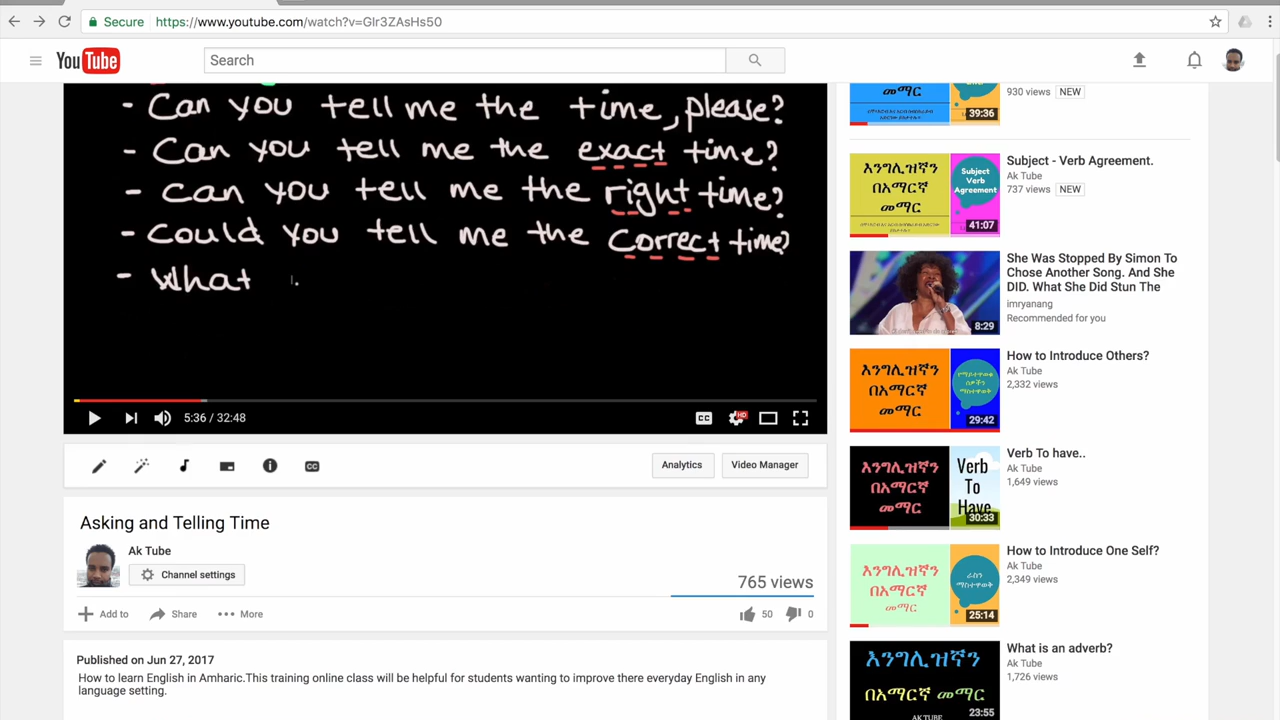 Secure https://www.youtube.com/watch?v=GIr3ZAsHs50
YouTube
Search
- Can you tell me the time, please?
- Can you tell me the exact time?
- Can you tell me the right time?
- Could you tell me the correct time?
- What
5:36 / 32:48
CC
HD
CC
Analytics
Video Manager
Asking and Telling Time
Ak Tube
Channel settings
765 views
Add to
Share
More
50
0
Published on Jun 27, 2017
How to learn English in Amharic.This training online class will be helpful for students wanting to improve there everyday English in any
language setting.
መማር
39:36
930 views NEW
እንግሊዝኛን
በአማርኛ
መማር
Subject
Verb
Agreement
41:07
Subject - Verb Agreement.
Ak Tube
737 views NEW
8:29
She Was Stopped By Simon To
Chose Another Song. And She
DID. What She Did Stun The
imryanang
Recommended for you
እንግሊዝኛን
በአማርኛ
መማር
29:42
How to Introduce Others?
Ak Tube
2,332 views
እንግሊዝኛን
በአማርኛ
መማር
Verb
To
Have
30:33
Verb To have..
Ak Tube
1,649 views
እንግሊዝኛን
በአማርኛ
መማር
ራስን
ማስተዋወቅ
25:14
How to Introduce One Self?
Ak Tube
2,349 views
እንግሊዝኛን
በአማርኛ መማር
AK TUBE
23:55
What is an adverb?
Ak Tube
1,726 views